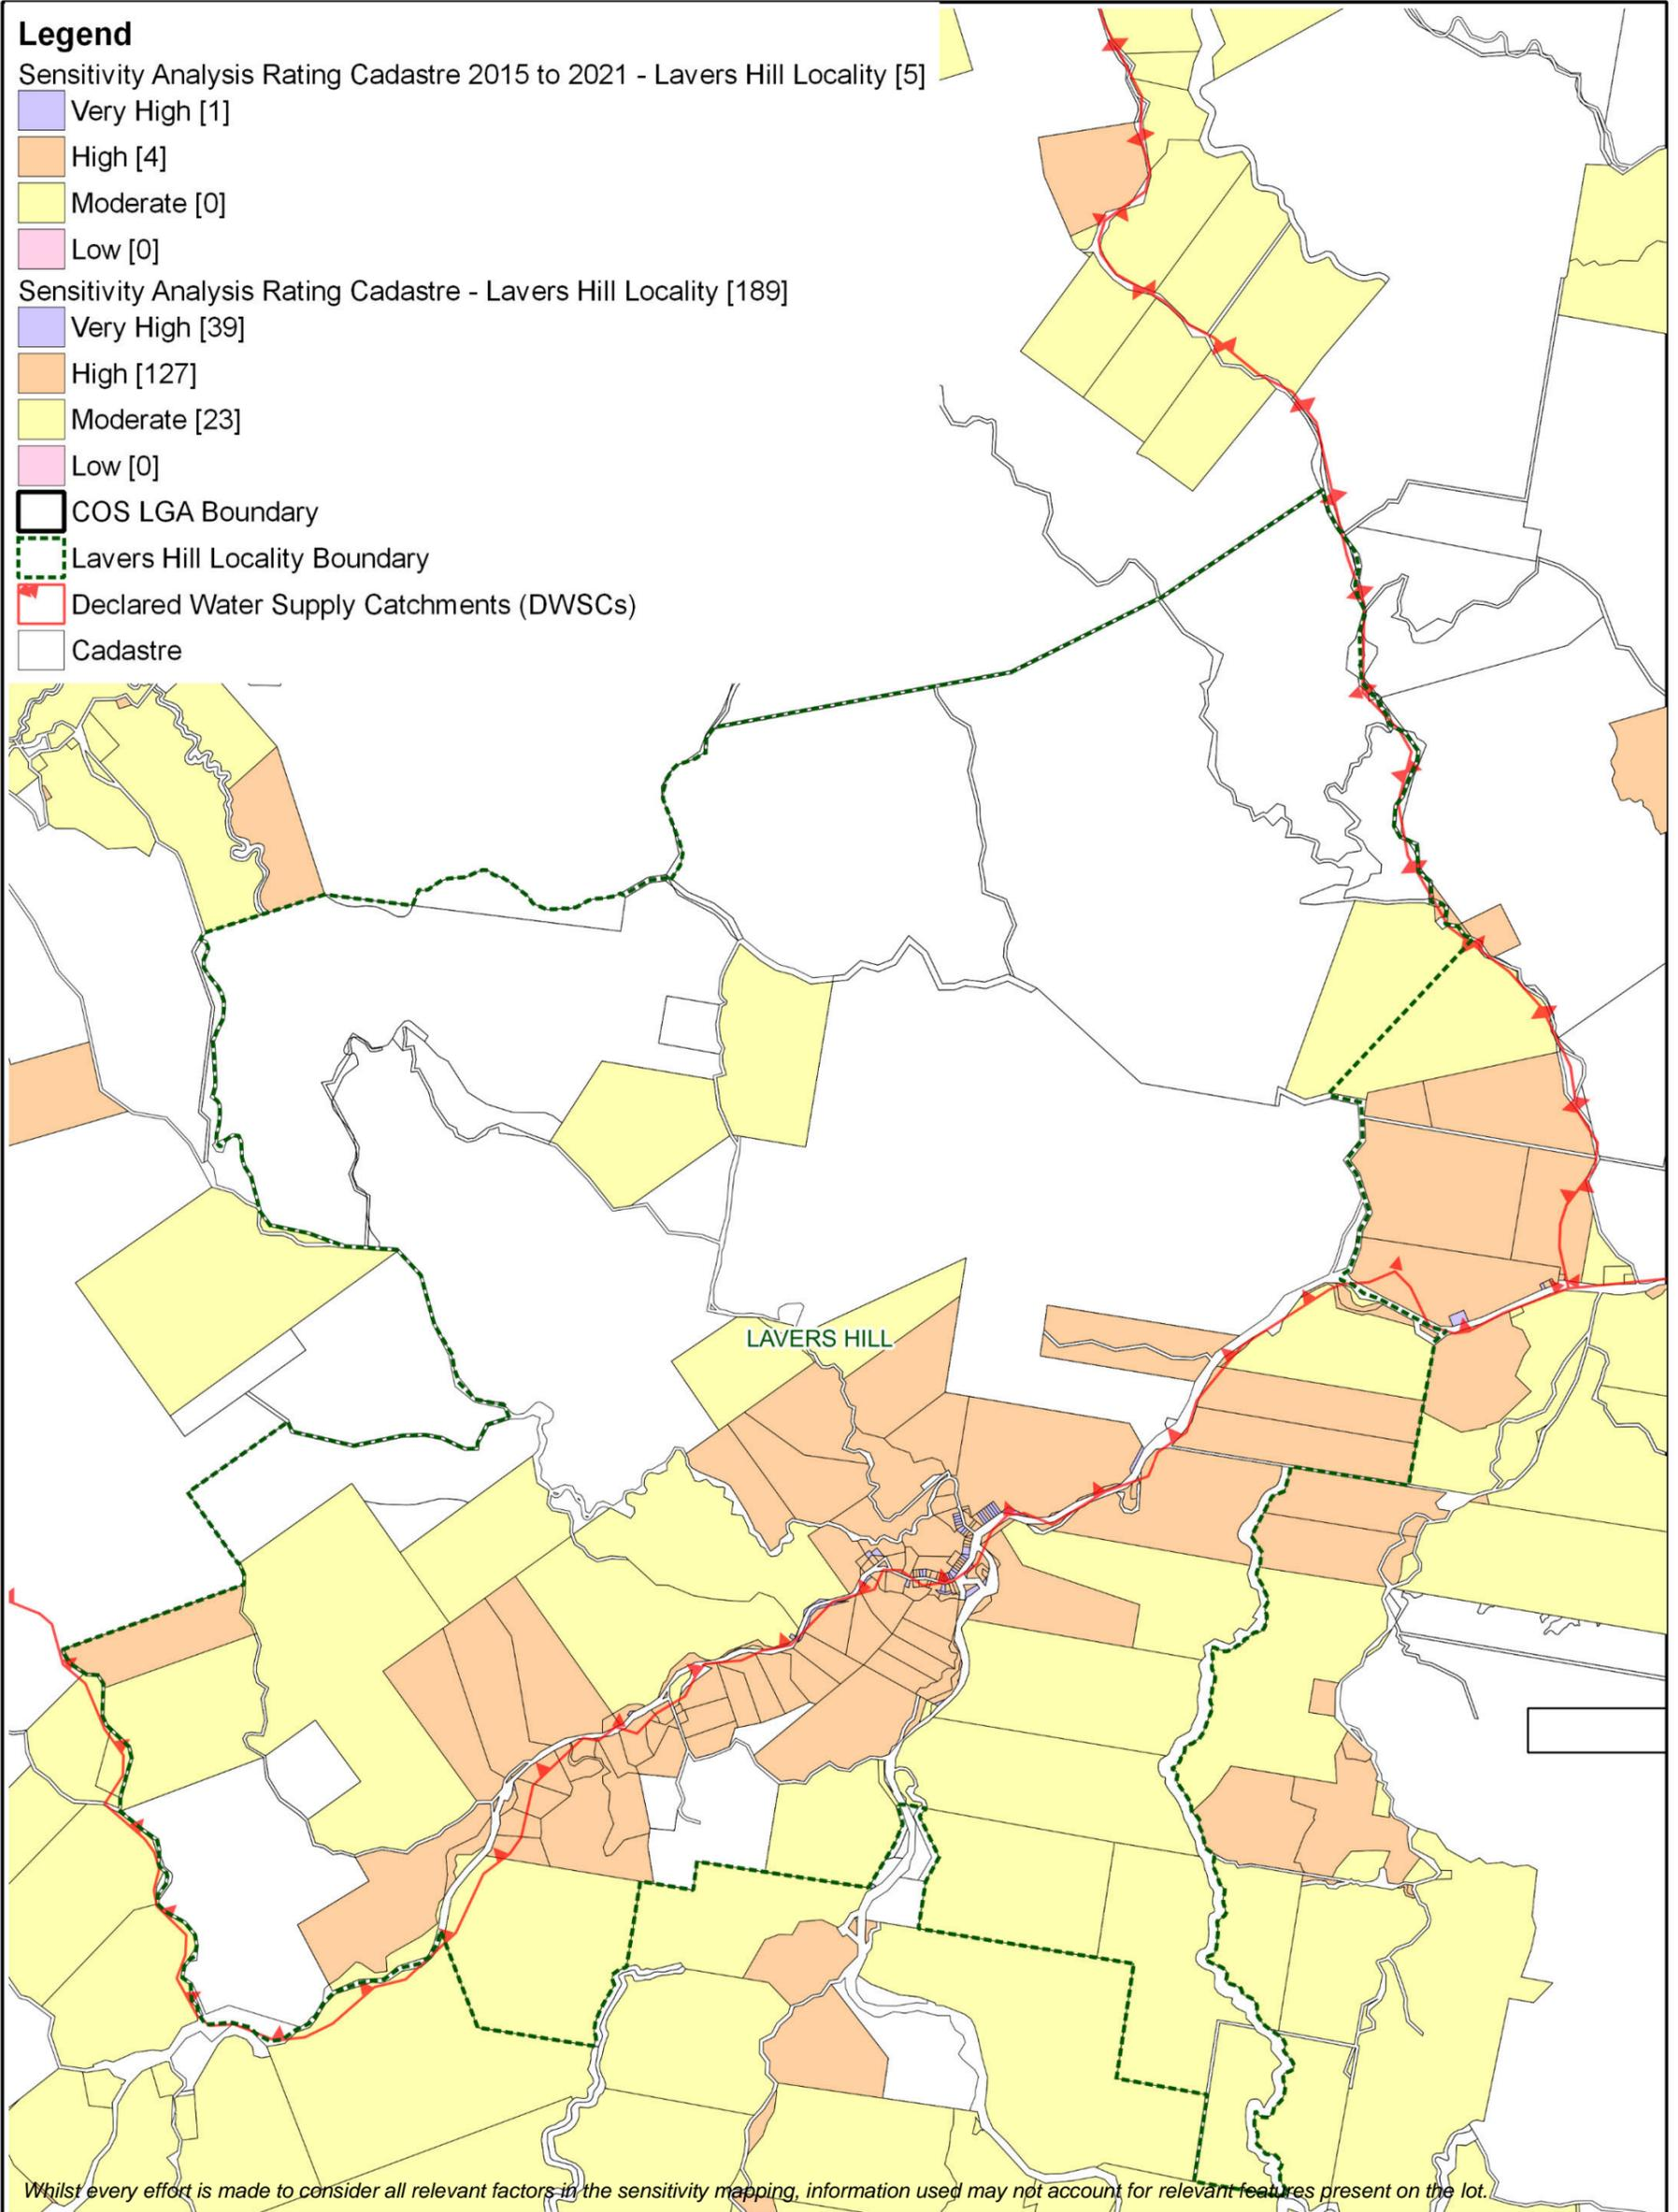 Legend
Sensitivity Analysis Rating Cadastre 2015 to 2021 - Lavers Hill Locality [5]
Very High [1]
High [4]
Moderate [0]
Low [0]
Sensitivity Analysis Rating Cadastre - Lavers Hill Locality [189]
Very High [39]
High [127]
Moderate [23]
Low [0]
COS LGA Boundary
Lavers Hill Locality Boundary
Declared Water Supply Catchments (DWSCs)
Cadastre
LAVERS HILL
Whilst every effort is made to consider all relevant factors in the sensitivity mapping, information used may not account for relevant features present on the lot.